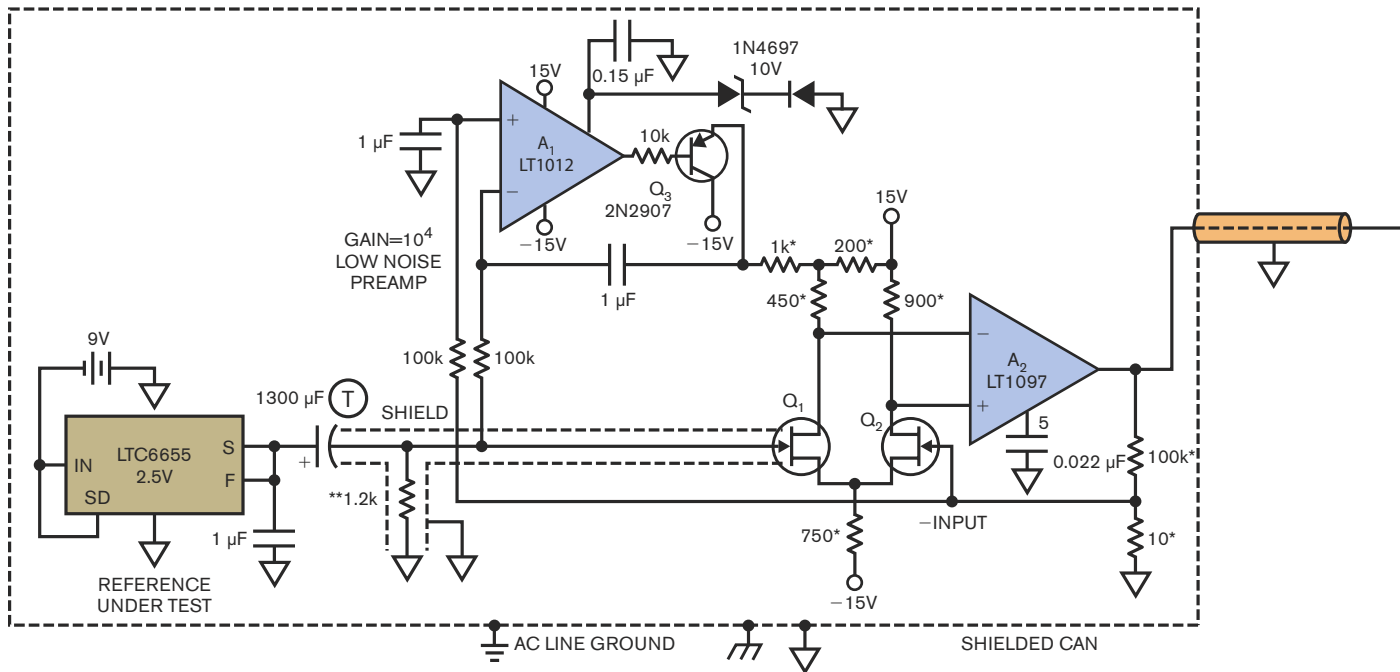 1N4697
10V
0.15 µF
15V
1 µF
+
A1
LT1012
−
10k
Q3
2N2907
−15V
−15V
15V
GAIN=10⁴
LOW NOISE
PREAMP
1 µF
1k*
200*
450*
900*
100k
100k
9V
1300 µF
T
SHIELD
+
LTC6655
2.5V
IN
SD
S
F
**1.2k
1 µF
REFERENCE
UNDER TEST
Q1
Q2
−
A2
LT1097
+
5
0.022 µF
100k*
−INPUT
750*
10*
−15V
AC LINE GROUND
SHIELDED CAN